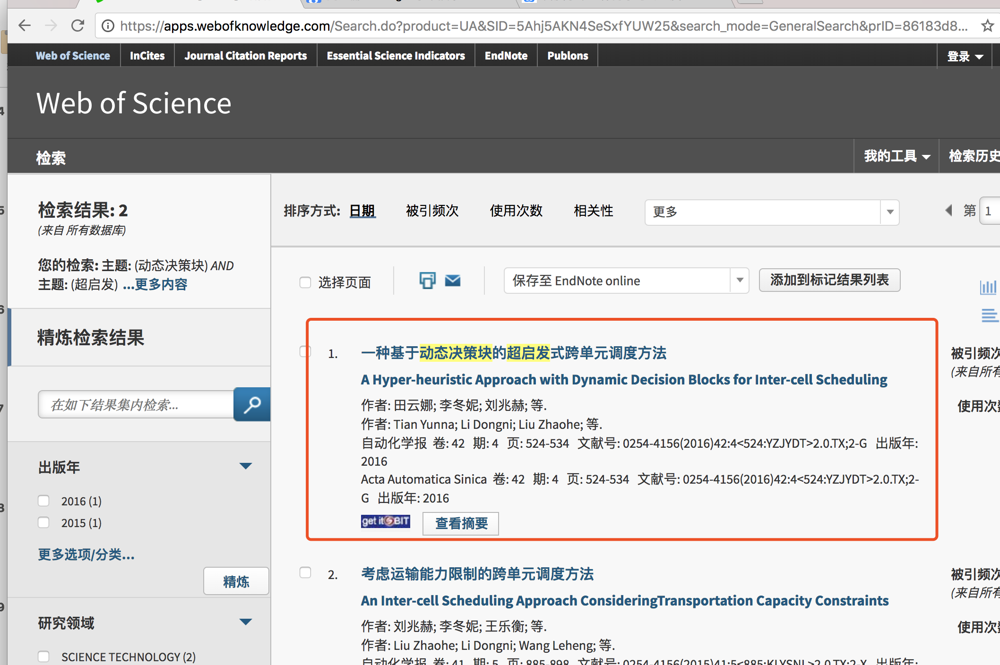 https://apps.webofknowledge.com/Search.do?product=UA&SID=5Ahj5AKN4SeSxfYUW25&search_mode=GeneralSearch&prID=86183d8...
Web of Science InCites Journal Citation Reports Essential Science Indicators EndNote Publons 登录
Web of Science
检索 我的工具 检索历史
检索结果: 2
(来自 所有数据库)
您的检索: 主题: (动态决策块) AND
主题: (超启发) ...更多内容
精炼检索结果
在如下结果集内检索...
出版年
2016 (1)
2015 (1)
更多选项/分类...
精炼
研究领域
SCIENCE TECHNOLOGY (2)
排序方式: 日期 被引频次 使用次数 相关性 更多 第 1
选择页面 保存至 EndNote online 添加到标记结果列表
1. 一种基于动态决策块的超启发式跨单元调度方法
A Hyper-heuristic Approach with Dynamic Decision Blocks for Inter-cell Scheduling
作者: 田云娜; 李冬妮; 刘兆赫; 等.
作者: Tian Yunna; Li Dongni; Liu Zhaohe; 等.
自动化学报 卷: 42 期: 4 页: 524-534 文献号: 0254-4156(2016)42:4<524:YZJYDT>2.0.TX;2-G 出版年:
2016
Acta Automatica Sinica 卷: 42 期: 4 页: 524-534 文献号: 0254-4156(2016)42:4<524:YZJYDT>2.0.TX;2-
G 出版年: 2016
get it BIT 查看摘要
被引频次
(来自所有
使用次数
2. 考虑运输能力限制的跨单元调度方法
An Inter-cell Scheduling Approach ConsideringTransportation Capacity Constraints
作者: 刘兆赫; 李冬妮; 王乐衡; 等.
作者: Liu Zhaohe; Li Dongni; Wang Leheng; 等.
自动化学报 卷: 41 期: 5 页: 885-898 文献号: 0254-4156(2015)41:5<885:KLYSNL>2.0.TX;2-X 出版年:
被引频次
(来自所有
使用次数